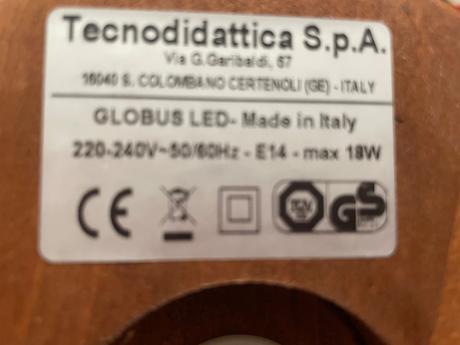 Tecnodidattica S.p.A.
Via G.Garibaldi, 67
16040 S. COLOMBANO CERTENOLI (GE) - ITALY
GLOBUS LED- Made in Italy
220-240V~50/60Hz - E14 - max 18W
CE
TÜV GS